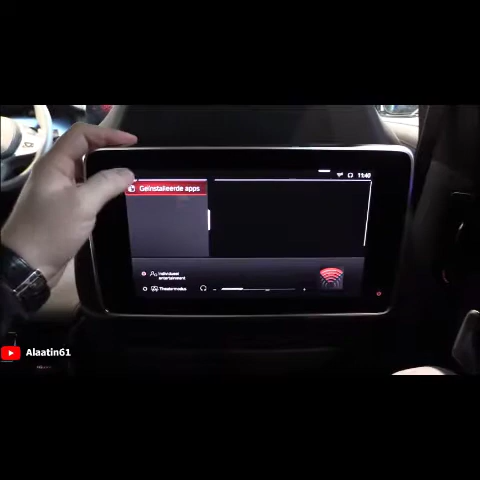 11:40
Geïnstalleerde apps
Individueel
entertainment
Theatermodus
- +
Alaatin61